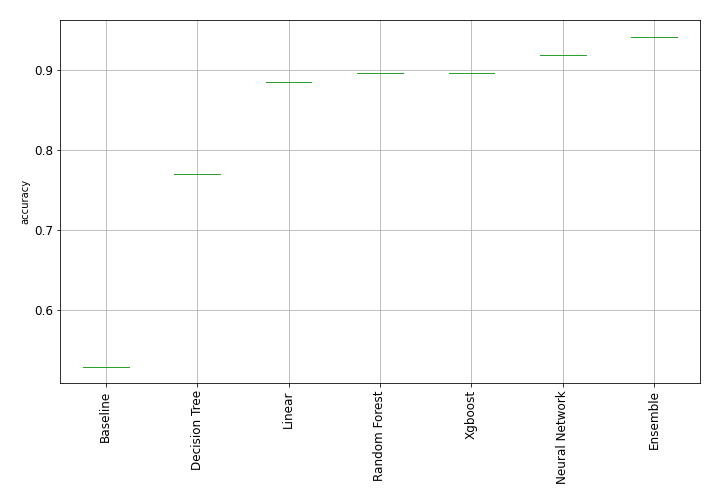 accuracy
0.9
0.8
0.7
0.6
Baseline
Decision Tree
Linear
Random Forest
Xgboost
Neural Network
Ensemble